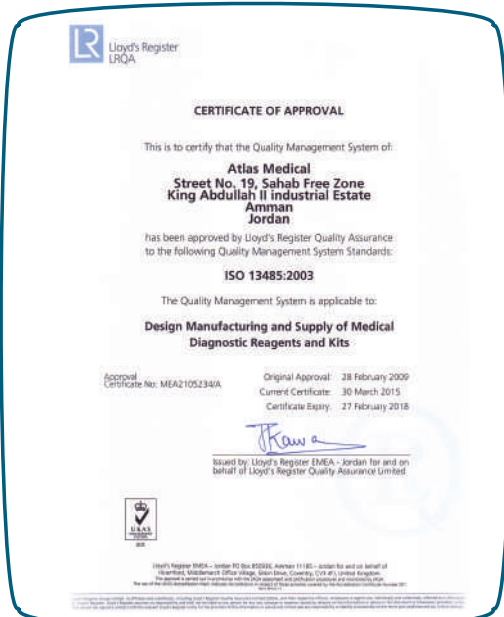 LR
Lloyd's Register
LRQA
CERTIFICATE OF APPROVAL
This is to certify that the Quality Management System of:
Atlas Medical
Street No. 19, Sahab Free Zone
King Abdullah II industrial Estate
Amman
Jordan
has been approved by Lloyd's Register Quality Assurance
to the following Quality Management System Standards:
ISO 13485:2003
The Quality Management System is applicable to:
Design Manufacturing and Supply of Medical
Diagnostic Reagents and Kits
Approval
Certificate No: MEA2105234/A
Original Approval: 28 February 2009
Current Certificate: 30 March 2015
Certificate Expiry: 27 February 2018
Issued by: Lloyd's Register EMEA - Jordan for and on
behalf of Lloyd's Register Quality Assurance Limited
UKAS